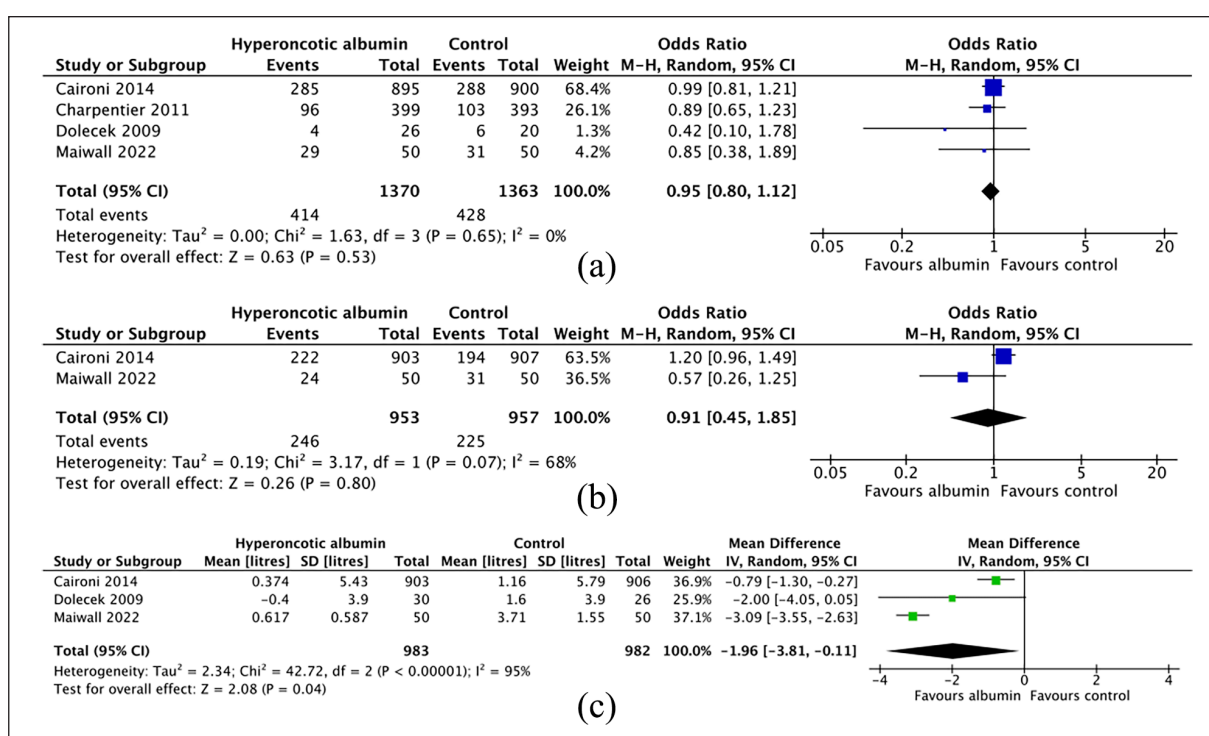 Hyperoncotic albumin Control Odds Ratio Odds Ratio
Study or Subgroup Events Total Events Total Weight M–H, Random, 95% CI M–H, Random, 95% CI
Caironi 2014 285 895 288 900 68.4% 0.99 [0.81, 1.21]
Charpentier 2011 96 399 103 393 26.1% 0.89 [0.65, 1.23]
Dolecek 2009 4 26 6 20 1.3% 0.42 [0.10, 1.78]
Maiwall 2022 29 50 31 50 4.2% 0.85 [0.38, 1.89]
Total (95% CI) 1370 1363 100.0% 0.95 [0.80, 1.12]
Total events 414 428
Heterogeneity: Tau² = 0.00; Chi² = 1.63, df = 3 (P = 0.65); I² = 0%
Test for overall effect: Z = 0.63 (P = 0.53)
0.05 0.2 1 5 20
Favours albumin Favours control
(a)
Hyperoncotic albumin Control Odds Ratio Odds Ratio
Study or Subgroup Events Total Events Total Weight M–H, Random, 95% CI M–H, Random, 95% CI
Caironi 2014 222 903 194 907 63.5% 1.20 [0.96, 1.49]
Maiwall 2022 24 50 31 50 36.5% 0.57 [0.26, 1.25]
Total (95% CI) 953 957 100.0% 0.91 [0.45, 1.85]
Total events 246 225
Heterogeneity: Tau² = 0.19; Chi² = 3.17, df = 1 (P = 0.07); I² = 68%
Test for overall effect: Z = 0.26 (P = 0.80)
0.05 0.2 1 5 20
Favours albumin Favours control
(b)
Hyperoncotic albumin Control Mean Difference Mean Difference
Study or Subgroup Mean [litres] SD [litres] Total Mean [litres] SD [litres] Total Weight IV, Random, 95% CI IV, Random, 95% CI
Caironi 2014 0.374 5.43 903 1.16 5.79 906 36.9% −0.79 [−1.30, −0.27]
Dolecek 2009 −0.4 3.9 30 1.6 3.9 26 25.9% −2.00 [−4.05, 0.05]
Maiwall 2022 0.617 0.587 50 3.71 1.55 50 37.1% −3.09 [−3.55, −2.63]
Total (95% CI) 983 982 100.0% −1.96 [−3.81, −0.11]
Heterogeneity: Tau² = 2.34; Chi² = 42.72, df = 2 (P < 0.00001); I² = 95%
Test for overall effect: Z = 2.08 (P = 0.04)
−4 −2 0 2 4
Favours albumin Favours control
(c)